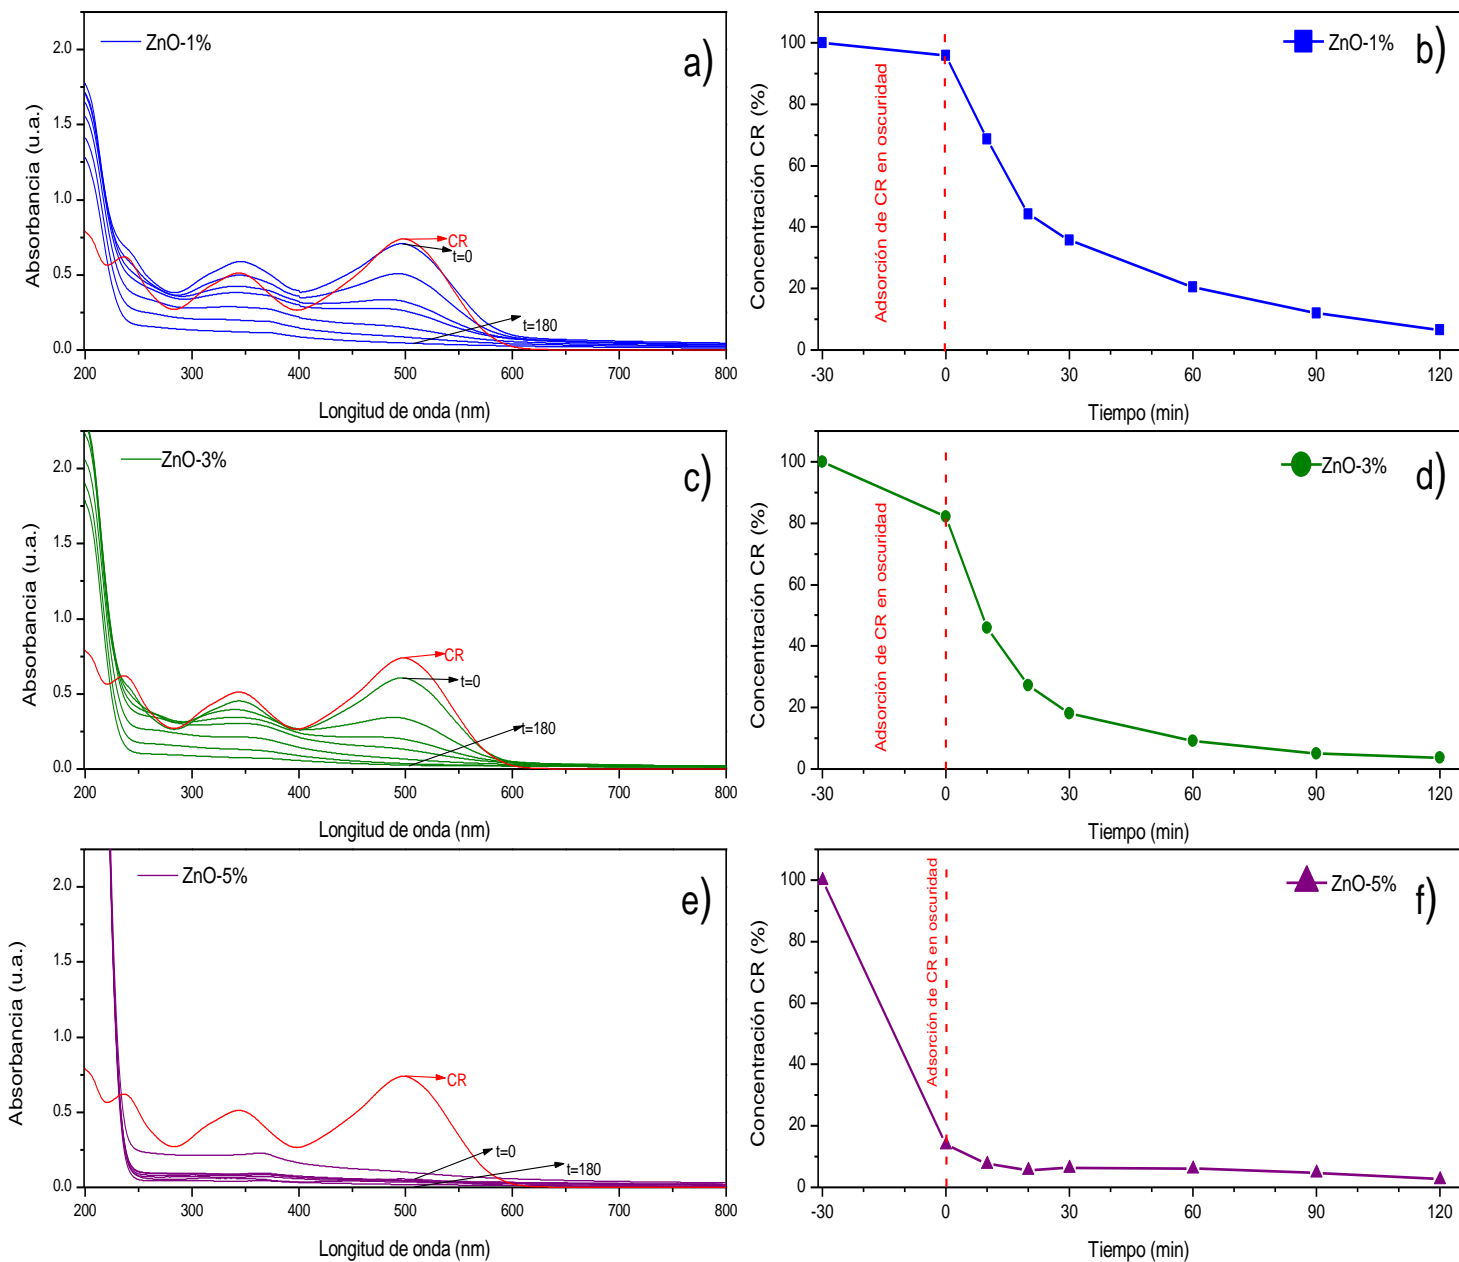 ZnO-1%
a)
2.0
1.5
1.0
0.5
0.0
Absorbancia (u.a.)
CR
t=0
t=180
200 300 400 500 600 700 800
Longitud de onda (nm)
ZnO-1%
b)
100
80
60
40
20
0
Concentración CR (%)
Adsorción de CR en oscuridad
-30 0 30 60 90 120
Tiempo (min)
ZnO-3%
c)
2.0
1.5
1.0
0.5
0.0
Absorbancia (u.a.)
CR
t=0
t=180
200 300 400 500 600 700 800
Longitud de onda (nm)
ZnO-3%
d)
100
80
60
40
20
0
Concentración CR (%)
Adsorción de CR en oscuridad
-30 0 30 60 90 120
Tiempo (min)
ZnO-5%
e)
2.0
1.5
1.0
0.5
0.0
Absorbancia (u.a.)
CR
t=0
t=180
200 300 400 500 600 700 800
Longitud de onda (nm)
ZnO-5%
f)
100
80
60
40
20
0
Concentración CR (%)
Adsorción de CR en oscuridad
-30 0 30 60 90 120
Tiempo (min)